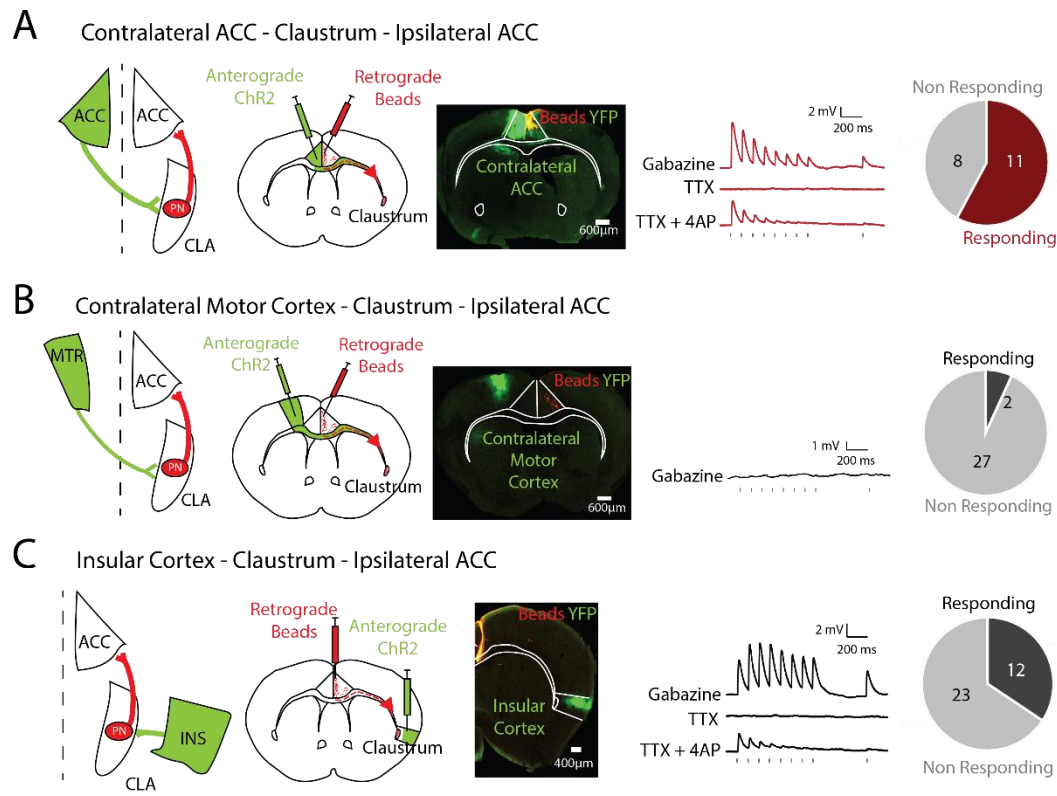 A
Contralateral ACC - Claustrum - Ipsilateral ACC
ACC
ACC
PN
CLA
Anterograde
ChR2
Retrograde
Beads
Claustrum
Beads YFP
Contralateral
ACC
600µm
2 mV
200 ms
Gabazine
TTX
TTX + 4AP
Non Responding
8
11
Responding
B
Contralateral Motor Cortex - Claustrum - Ipsilateral ACC
MTR
ACC
PN
CLA
Anterograde
ChR2
Retrograde
Beads
Claustrum
Beads YFP
Contralateral
Motor
Cortex
600µm
1 mV
200 ms
Gabazine
Responding
2
27
Non Responding
C
Insular Cortex - Claustrum - Ipsilateral ACC
ACC
PN
INS
CLA
Retrograde
Beads
Anterograde
ChR2
Claustrum
Beads YFP
Insular
Cortex
400µm
2 mV
200 ms
Gabazine
TTX
TTX + 4AP
Responding
12
23
Non Responding